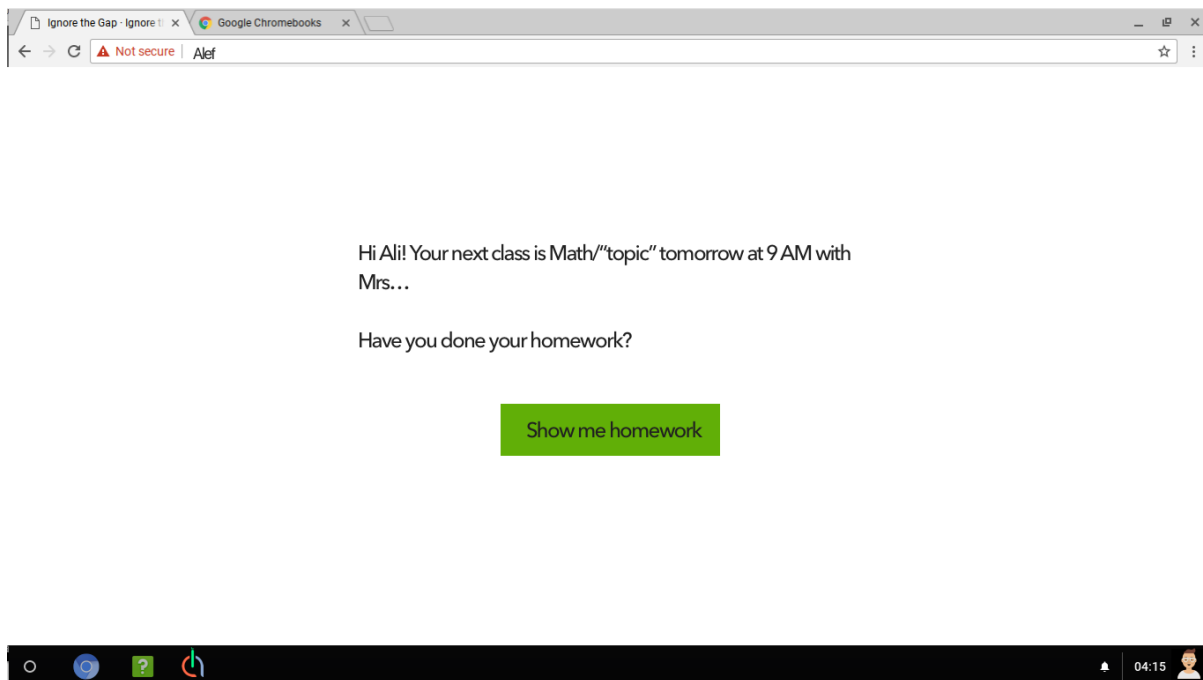 Ignore the Gap - Ignore t
Google Chromebooks
Not secure
Alef
Hi Ali! Your next class is Math/“topic” tomorrow at 9 AM with
Mrs…
Have you done your homework?
Show me homework
?
04:15